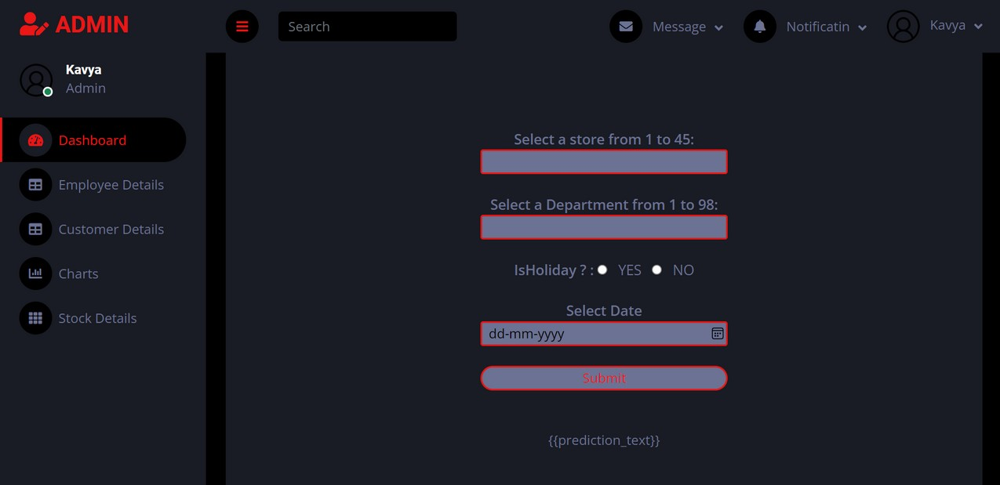 ADMIN
Search
Message
Notificatin
Kavya
Kavya
Admin
Dashboard
Employee Details
Customer Details
Charts
Stock Details
Select a store from 1 to 45:
Select a Department from 1 to 98:
IsHoliday ? : YES NO
Select Date
dd-mm-yyyy
Submit
{{prediction_text}}